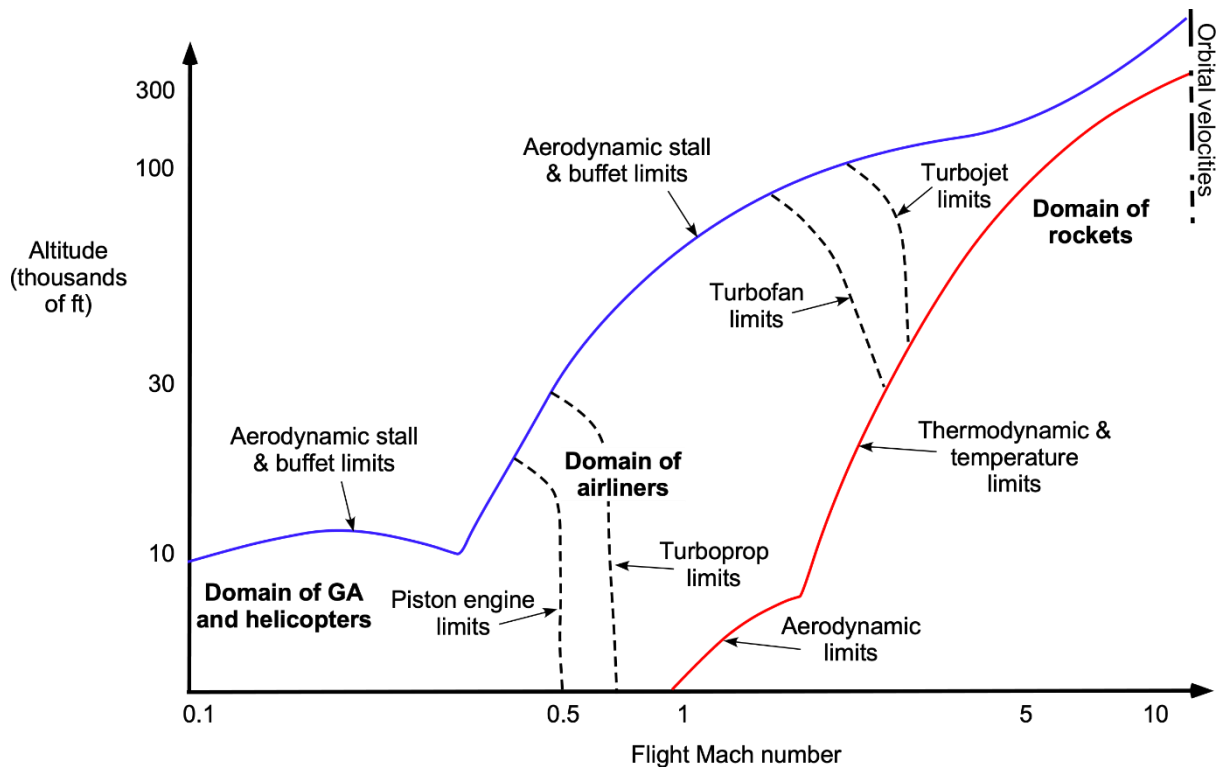 Orbital velocities
300
100
30
10
Altitude
(thousands
of ft)
Aerodynamic stall
& buffet limits
Turbojet
limits
Domain of
rockets
Turbofan
limits
Aerodynamic stall
& buffet limits
Domain of
airliners
Thermodynamic &
temperature
limits
Domain of GA
and helicopters
Piston engine
limits
Turboprop
limits
Aerodynamic
limits
0.1
0.5
1
5
10
Flight Mach number